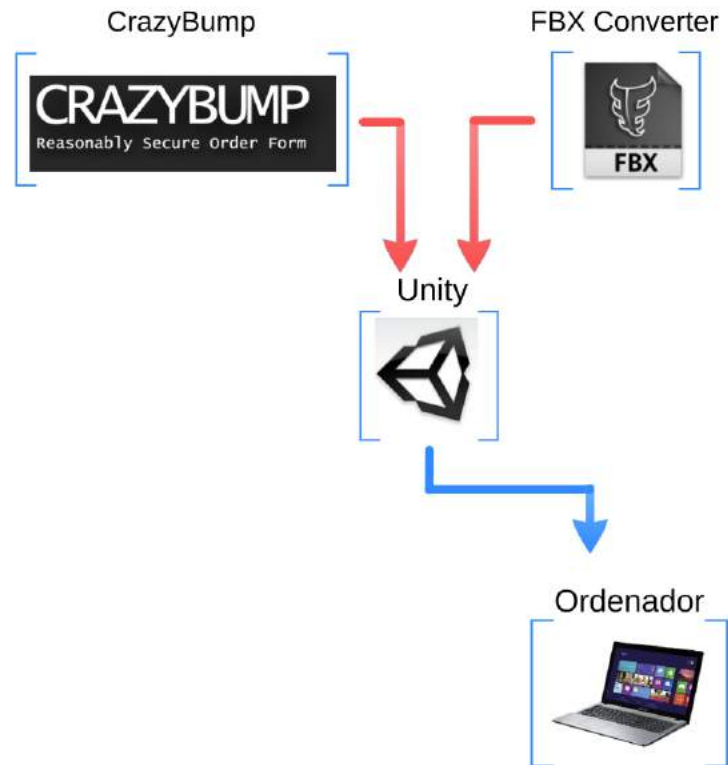 CrazyBump
FBX Converter
CRAZYBUMP
Reasonably Secure Order Form
FBX
Unity
Ordenador